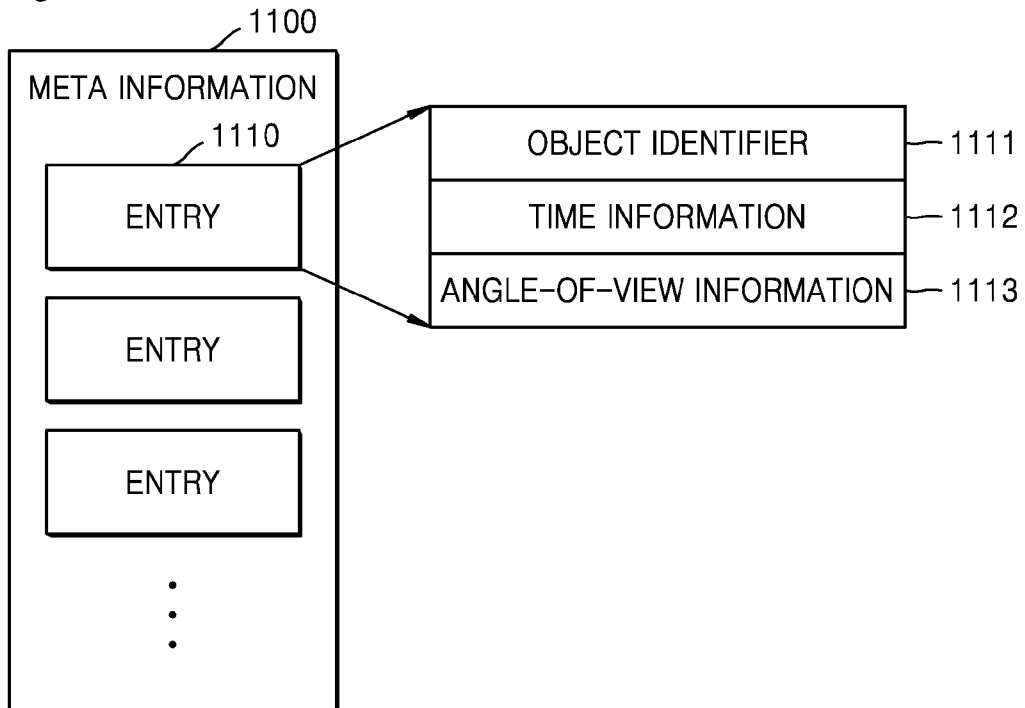 1100
META INFORMATION
1110
ENTRY
ENTRY
ENTRY
OBJECT IDENTIFIER 1111
TIME INFORMATION 1112
ANGLE-OF-VIEW INFORMATION 1113